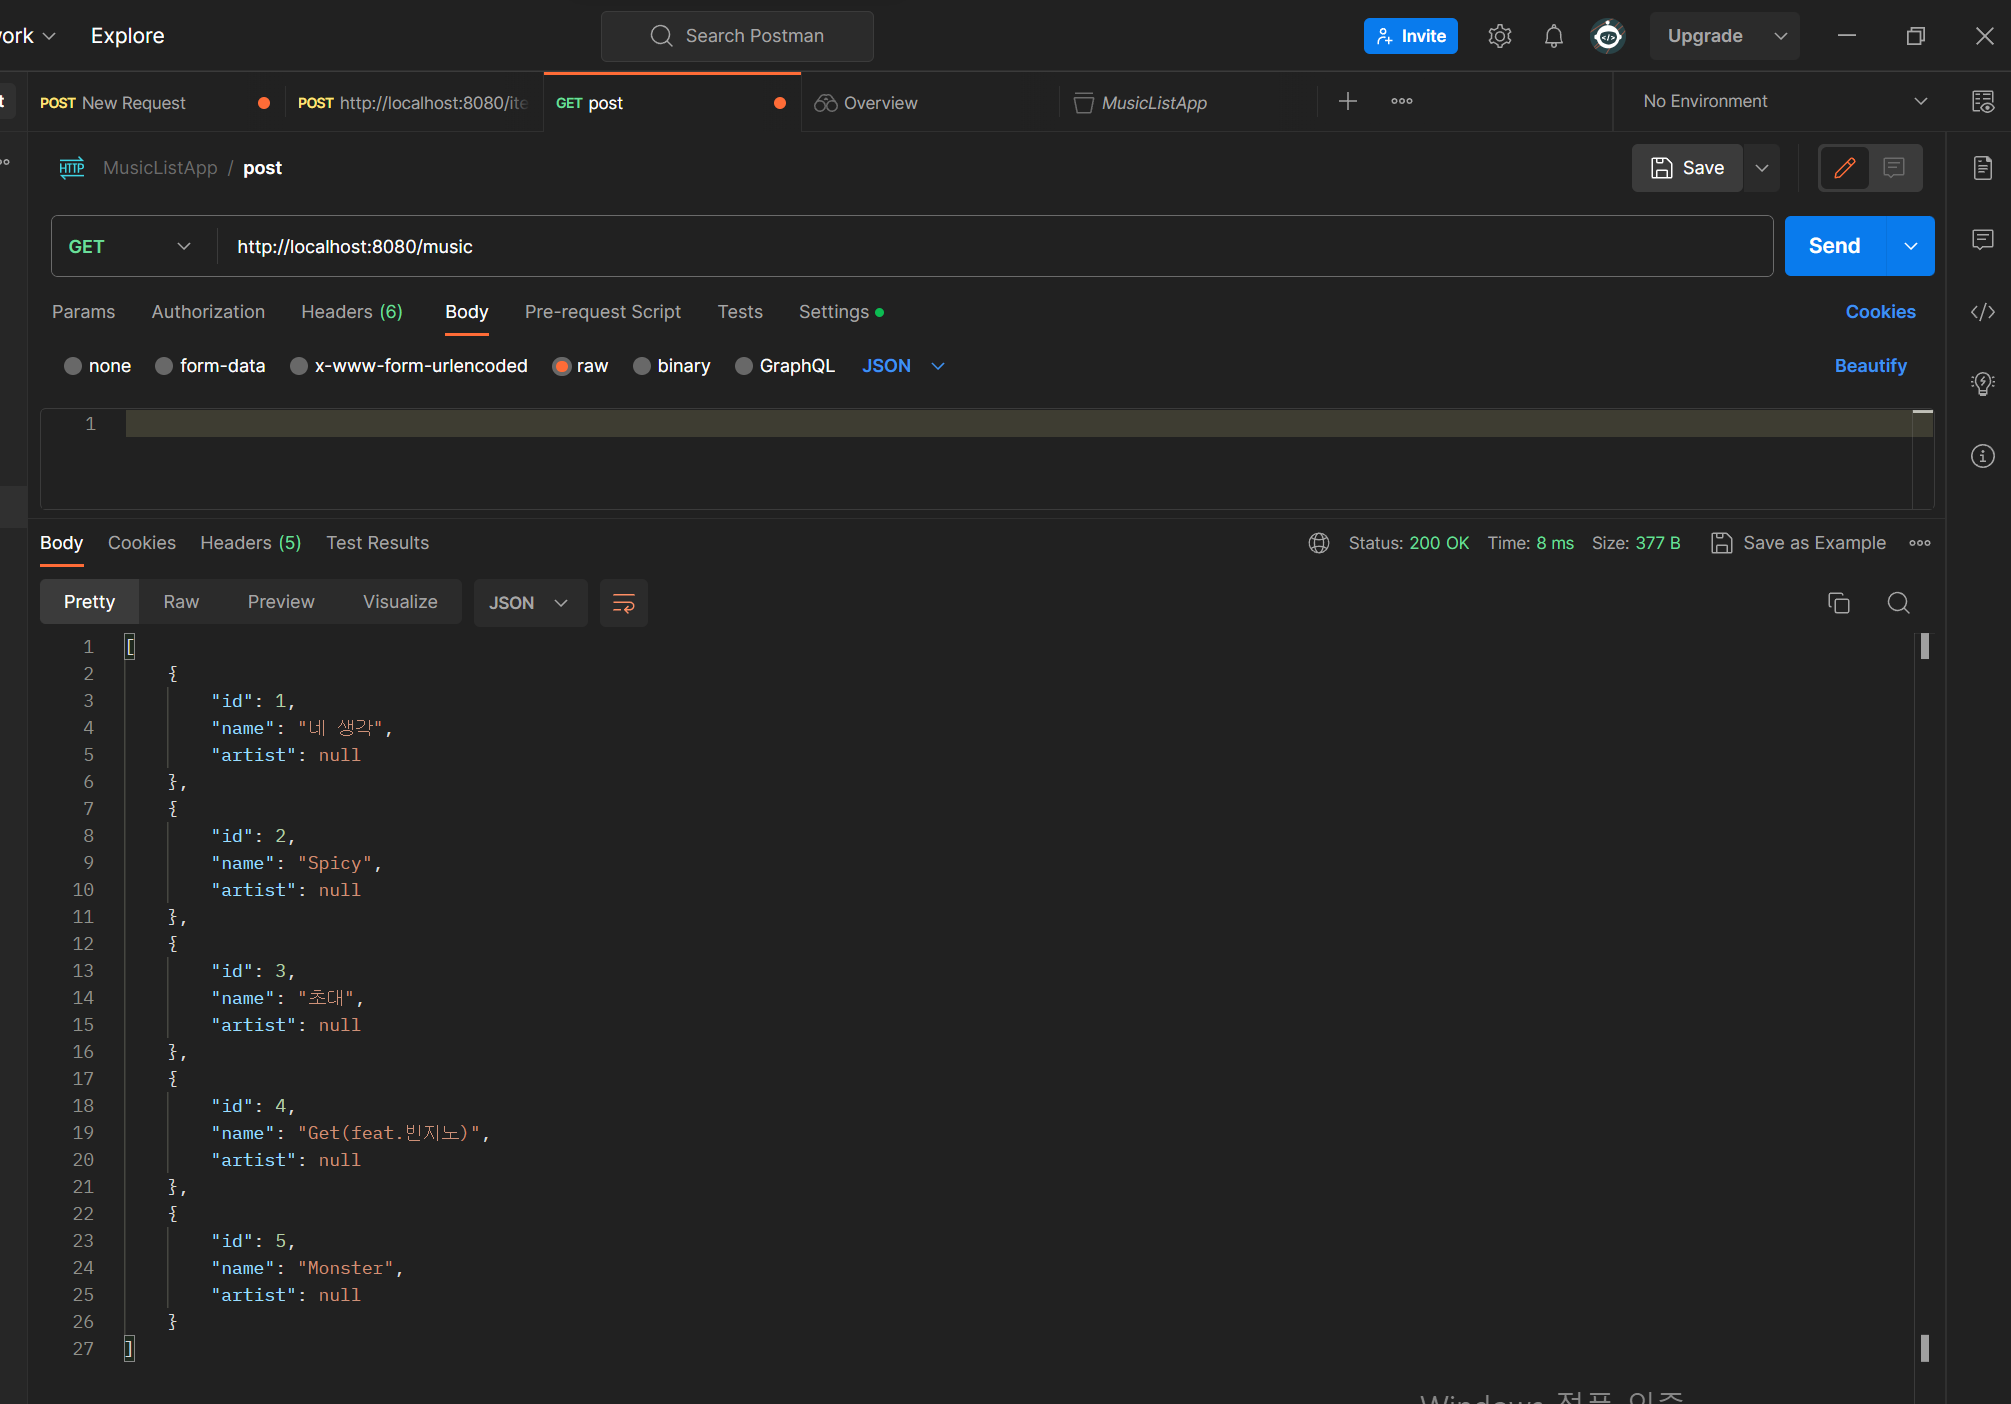 Explore
Search Postman
Invite
Upgrade
POST New Request
POST http://localhost:8080/ite
GET post
Overview
MusicListApp
No Environment
HTTP
MusicListApp / post
Save
GET
http://localhost:8080/music
Send
Params Authorization Headers (6) Body Pre-request Script Tests Settings
Cookies
none form-data x-www-form-urlencoded raw binary GraphQL JSON
Beautify
1
Body Cookies Headers (5) Test Results
Status: 200 OK Time: 8 ms Size: 377 B Save as Example
Pretty Raw Preview Visualize JSON
1 [
2 {
3 "id": 1,
4 "name": "네 생각",
5 "artist": null
6 },
7 {
8 "id": 2,
9 "name": "Spicy",
10 "artist": null
11 },
12 {
13 "id": 3,
14 "name": "초대",
15 "artist": null
16 },
17 {
18 "id": 4,
19 "name": "Get(feat.빈지노)",
20 "artist": null
21 },
22 {
23 "id": 5,
24 "name": "Monster",
25 "artist": null
26 }
27 ]